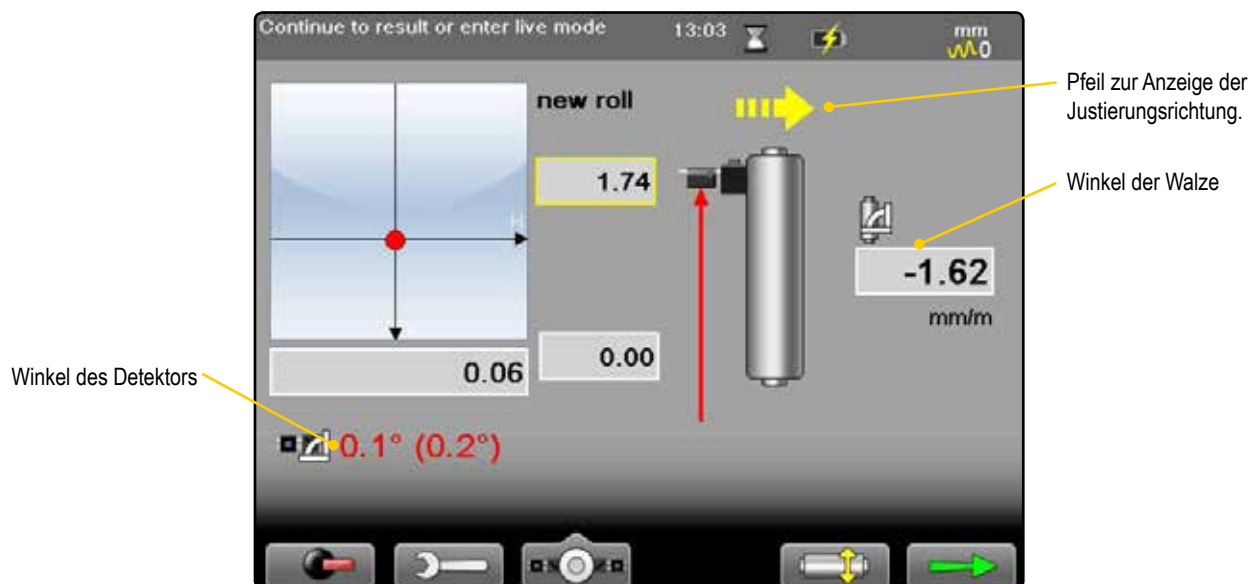 Continue to result or enter live mode
13:03
mm
0
Pfeil zur Anzeige der
Justierungsrichtung.
new roll
1.74
H
Winkel der Walze
-1.62
mm/m
0.00
0.06
Winkel des Detektors
0.1° (0.2°)